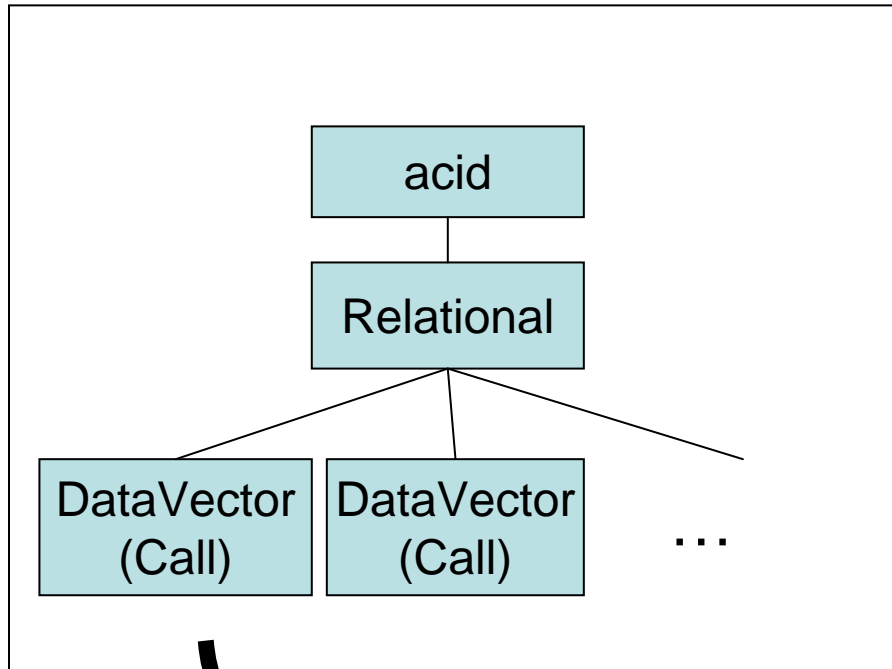 acid
Relational
DataVector DataVector
(Call) (Call) ...